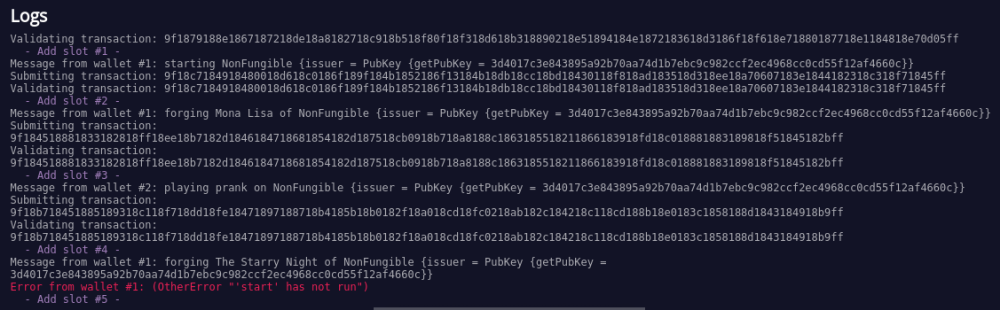 Logs
Validating transaction: 9f1879188e1867187218de18a8182718c918b518f80f18f318d618b318890218e51894184e1872183618d3186f18f618e71880187718e1184818e70d05ff
- Add slot #1 -
Message from wallet #1: starting NonFungible {issuer = PubKey {getPubKey = 3d4017c3e843895a92b70aa74d1b7ebc9c982ccf2ec4968cc0cd55f12af4660c}}
Submitting transaction: 9f18c7184918480018d618c0186f189f184b1852186f13184b18db18cc18bd18430118f818ad183518d318ee18a70607183e1844182318c318f71845ff
Validating transaction: 9f18c7184918480018d618c0186f189f184b1852186f13184b18db18cc18bd18430118f818ad183518d318ee18a70607183e1844182318c318f71845ff
- Add slot #2 -
Message from wallet #1: forging Mona Lisa of NonFungible {issuer = PubKey {getPubKey = 3d4017c3e843895a92b70aa74d1b7ebc9c982ccf2ec4968cc0cd55f12af4660c}}
Submitting transaction:
9f184518881833182818ff18ee18b7182d1846184718681854182d187518cb0918b718a8188c1863185518211866183918fd18c018881883189818f51845182bff
Validating transaction:
9f184518881833182818ff18ee18b7182d1846184718681854182d187518cb0918b718a8188c1863185518211866183918fd18c018881883189818f51845182bff
- Add slot #3 -
Message from wallet #2: playing prank on NonFungible {issuer = PubKey {getPubKey = 3d4017c3e843895a92b70aa74d1b7ebc9c982ccf2ec4968cc0cd55f12af4660c}}
Submitting transaction:
9f18b718451885189318c118f718dd18fe18471897188718b4185b18b0182f18a018cd18fc0218ab182c184218c118cd188b18e0183c1858188d1843184918b9ff
Validating transaction:
9f18b718451885189318c118f718dd18fe18471897188718b4185b18b0182f18a018cd18fc0218ab182c184218c118cd188b18e0183c1858188d1843184918b9ff
- Add slot #4 -
Message from wallet #1: forging The Starry Night of NonFungible {issuer = PubKey {getPubKey =
3d4017c3e843895a92b70aa74d1b7ebc9c982ccf2ec4968cc0cd55f12af4660c}}
Error from wallet #1: (OtherError "'start' has not run")
- Add slot #5 -